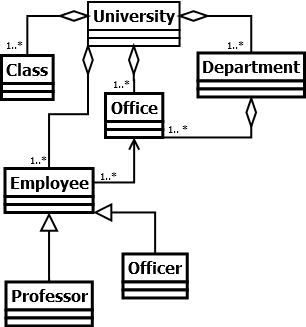 University
1..*
1..*
Class
1..*
Department
Office
1.. *
1..*
Employee
1..*
Officer
Professor